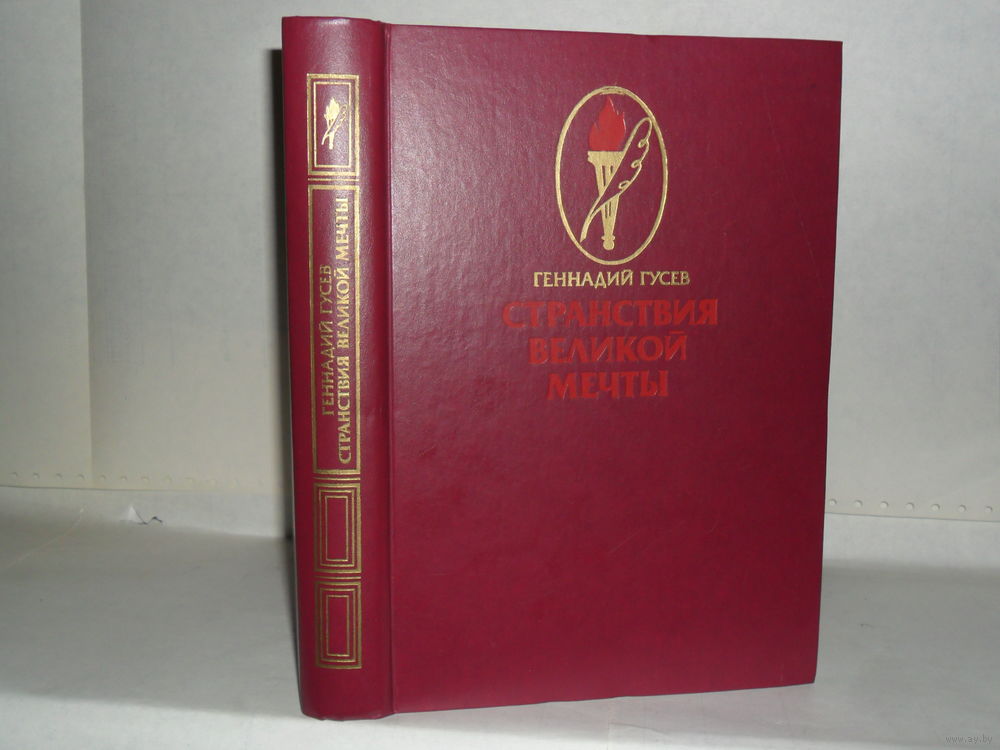 ГЕННАДИЙ ГУСЕВ
СТРАНСТВИЯ ВЕЛИКОЙ МЕЧТЫ
ГЕННАДИЙ ГУСЕВ
СТРАНСТВИЯ
ВЕЛИКОЙ
МЕЧТЫ
www.ay.by